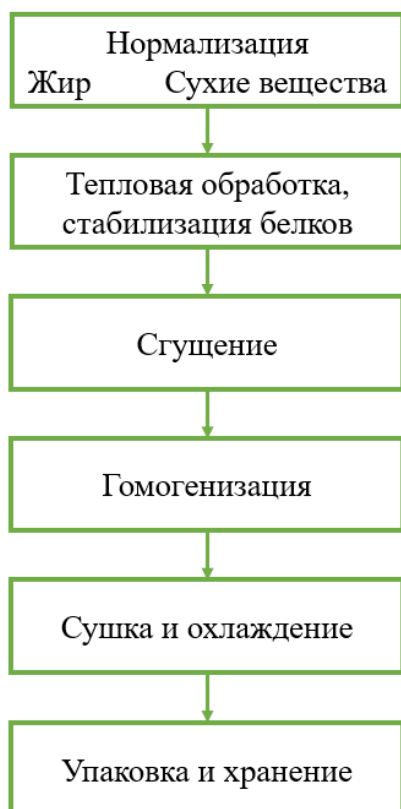 Нормализация
Жир Сухие вещества
Тепловая обработка,
стабилизация белков
Сгущение
Гомогенизация
Сушка и охлаждение
Упаковка и хранение